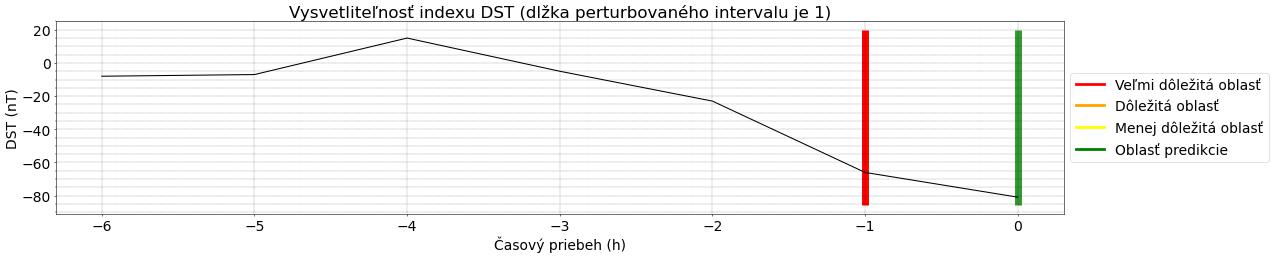 Vysvetliteľnosť indexu DST (dĺžka perturbovaného intervalu je 1)
DST (nT)
20
0
−20
−40
−60
−80
−6 −5 −4 −3 −2 −1 0
Časový priebeh (h)
Veľmi dôležitá oblasť
Dôležitá oblasť
Menej dôležitá oblasť
Oblasť predikcie